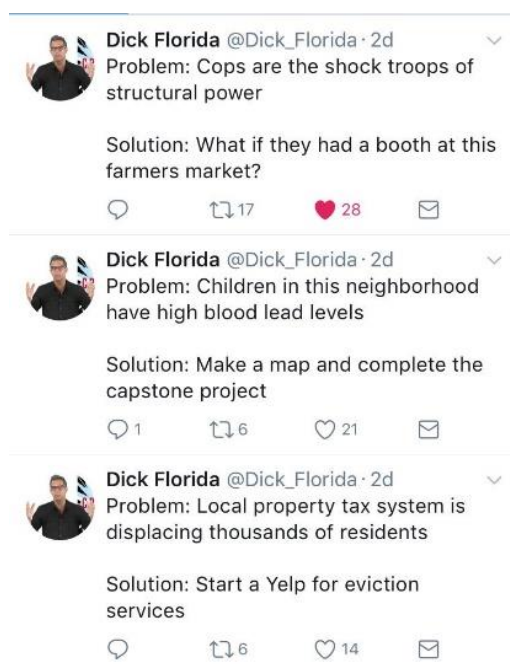 Dick Florida @Dick_Florida · 2d
Problem: Cops are the shock troops of
structural power
Solution: What if they had a booth at this
farmers market?
17 28
Dick Florida @Dick_Florida · 2d
Problem: Children in this neighborhood
have high blood lead levels
Solution: Make a map and complete the
capstone project
1 6 21
Dick Florida @Dick_Florida · 2d
Problem: Local property tax system is
displacing thousands of residents
Solution: Start a Yelp for eviction
services
6 14